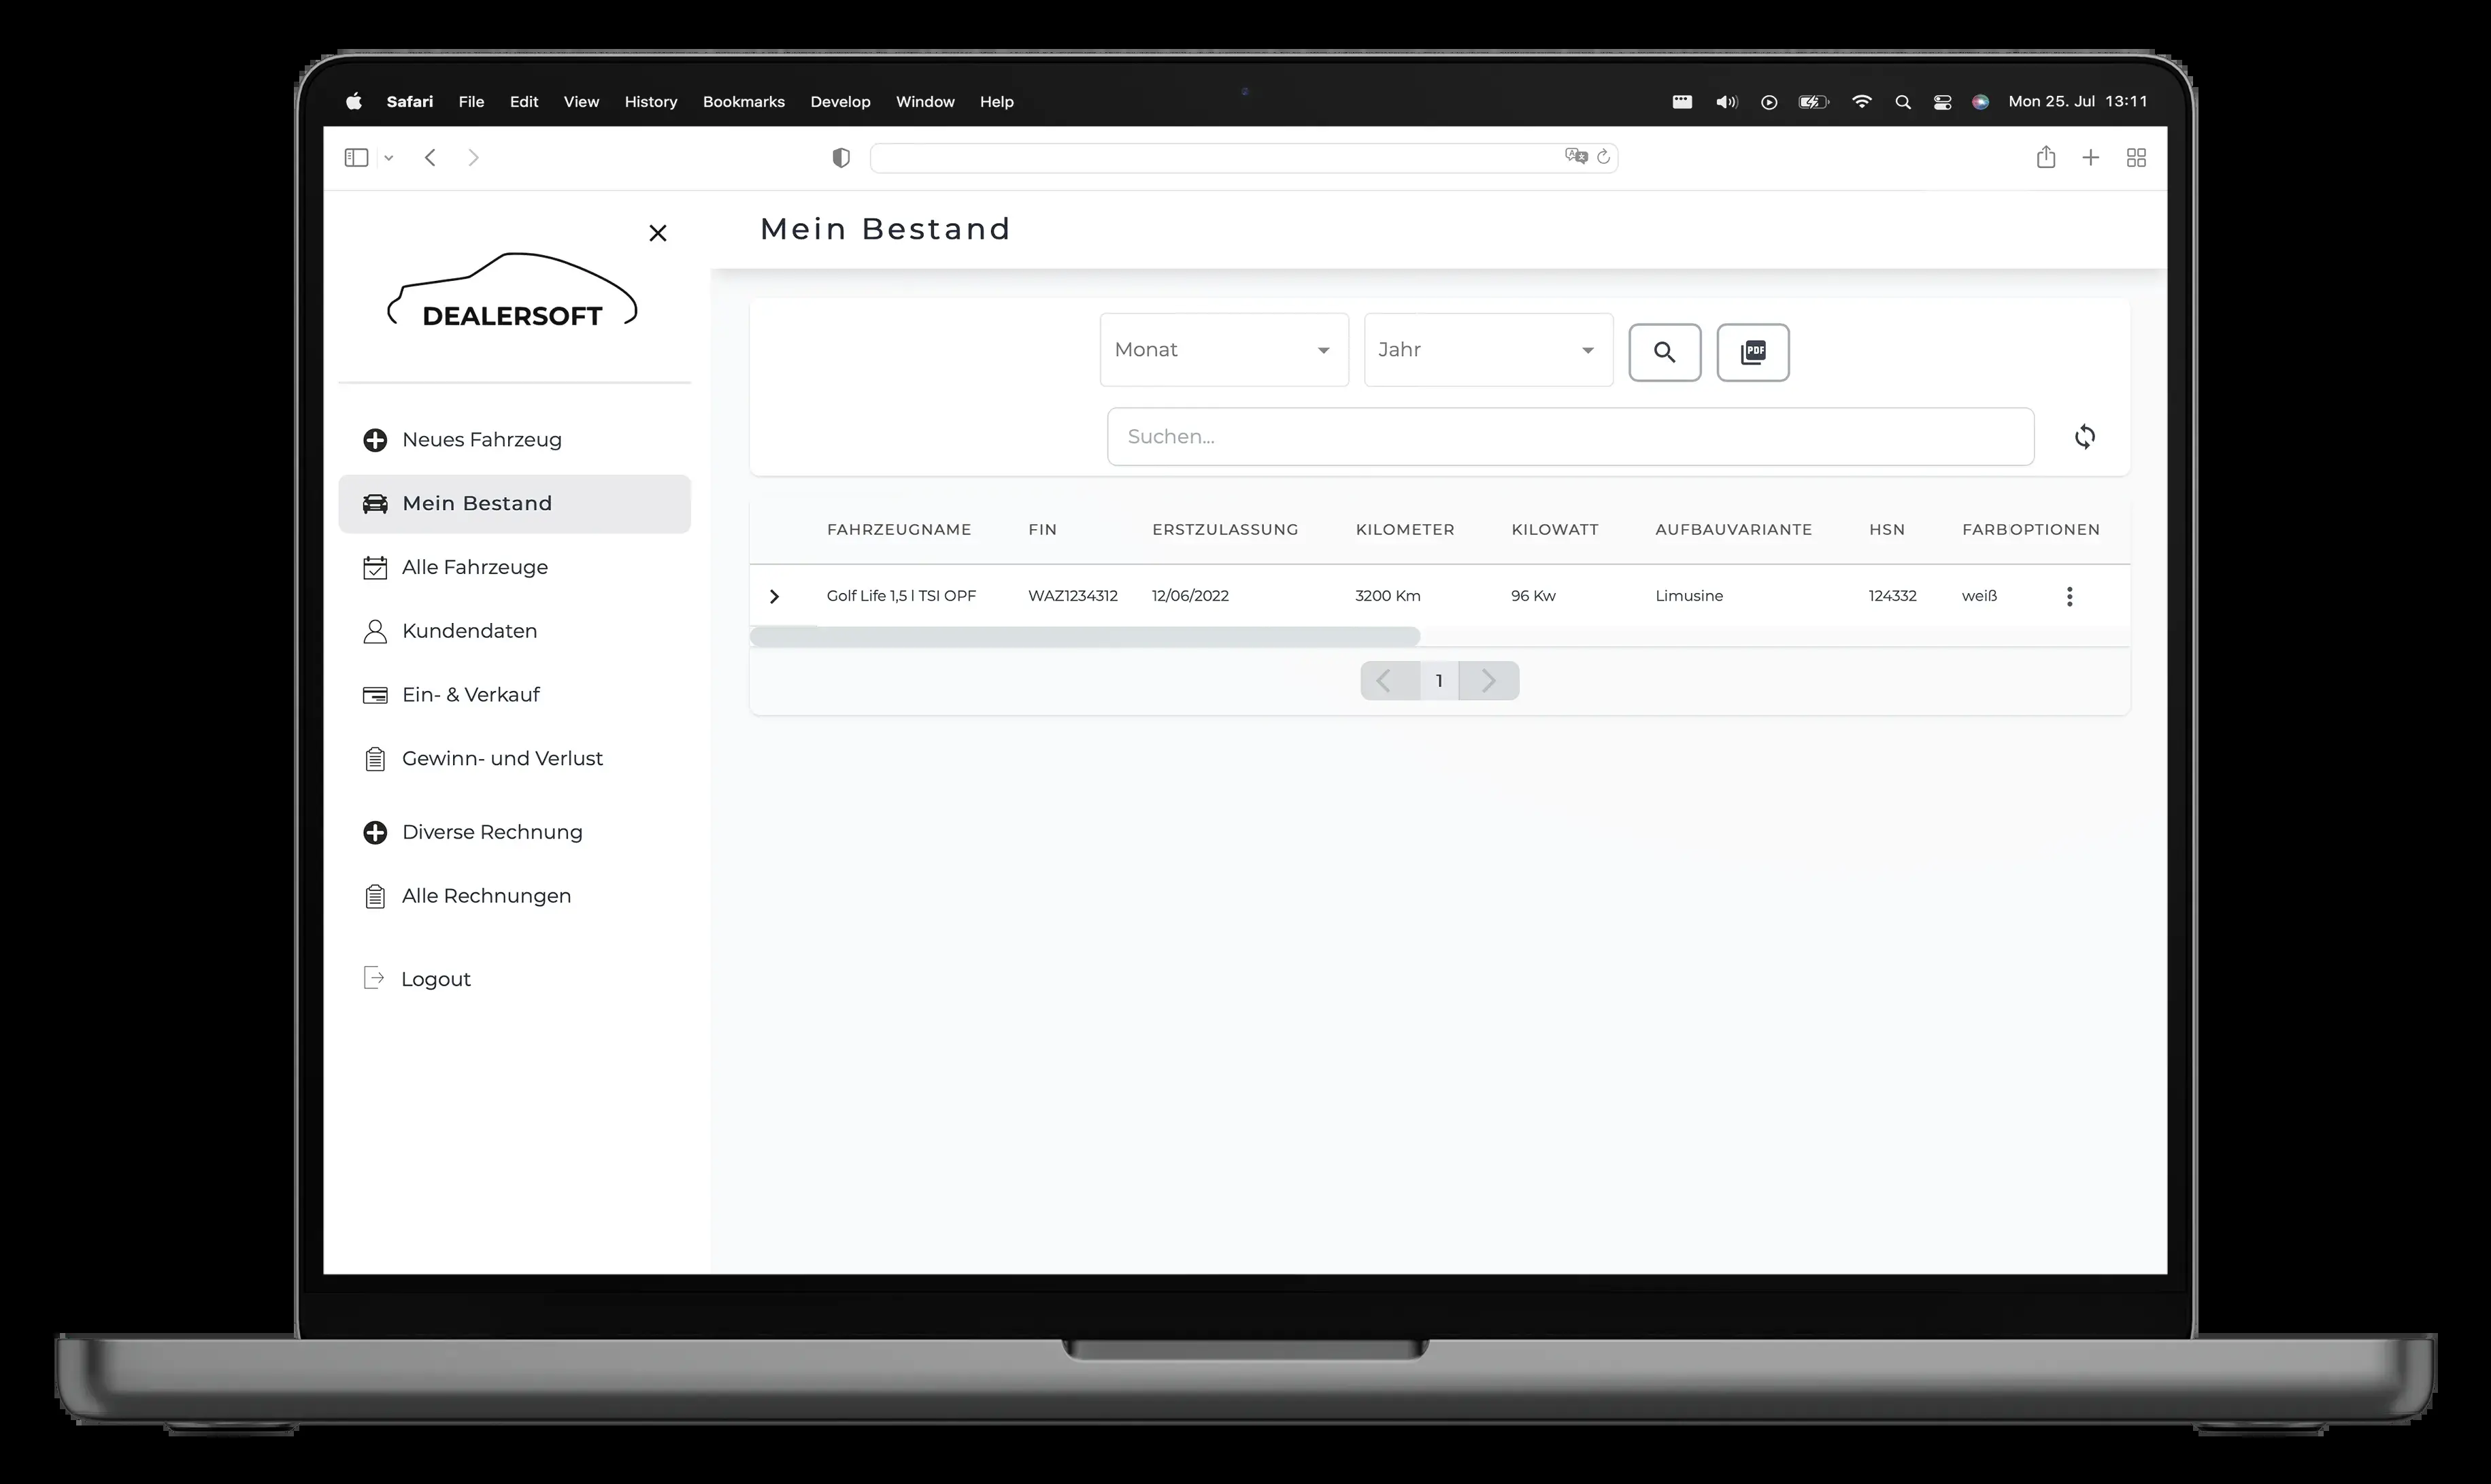 Safari File Edit View History Bookmarks Develop Window Help Mon 25. Jul 13:11
Mein Bestand
DEALERSOFT
Neues Fahrzeug
Mein Bestand
Alle Fahrzeuge
Kundendaten
Ein- & Verkauf
Gewinn- und Verlust
Diverse Rechnung
Alle Rechnungen
Logout
Monat Jahr PDF
Suchen...
FAHRZEUGNAME FIN ERSTZULASSUNG KILOMETER KILOWATT AUFBAUVARIANTE HSN FARBOPTIONEN
Golf Life 1,5 l TSI OPF WAZ1234312 12/06/2022 3200 Km 96 Kw Limusine 124332 weiß
1